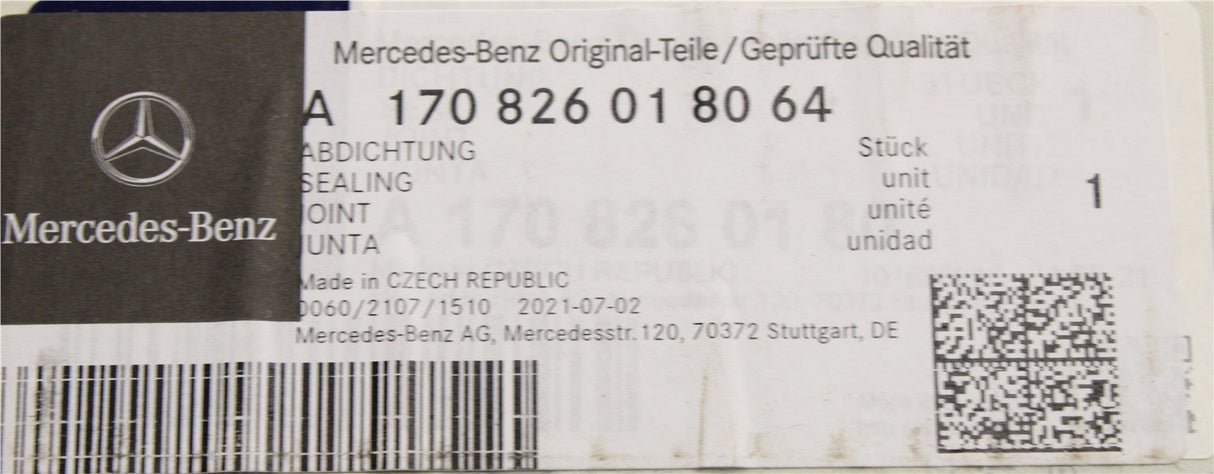 Mercedes-Benz Original-Teile/Geprüfte Qualität
A 170 826 01 80 64
ABDICHTUNG Stück
SEALING unit 1
JOINT unité
JUNTA unidad
Mercedes-Benz
Made in CZECH REPUBLIC
0060/2107/1510 2021-07-02
Mercedes-Benz AG, Mercedesstr.120, 70372 Stuttgart, DE